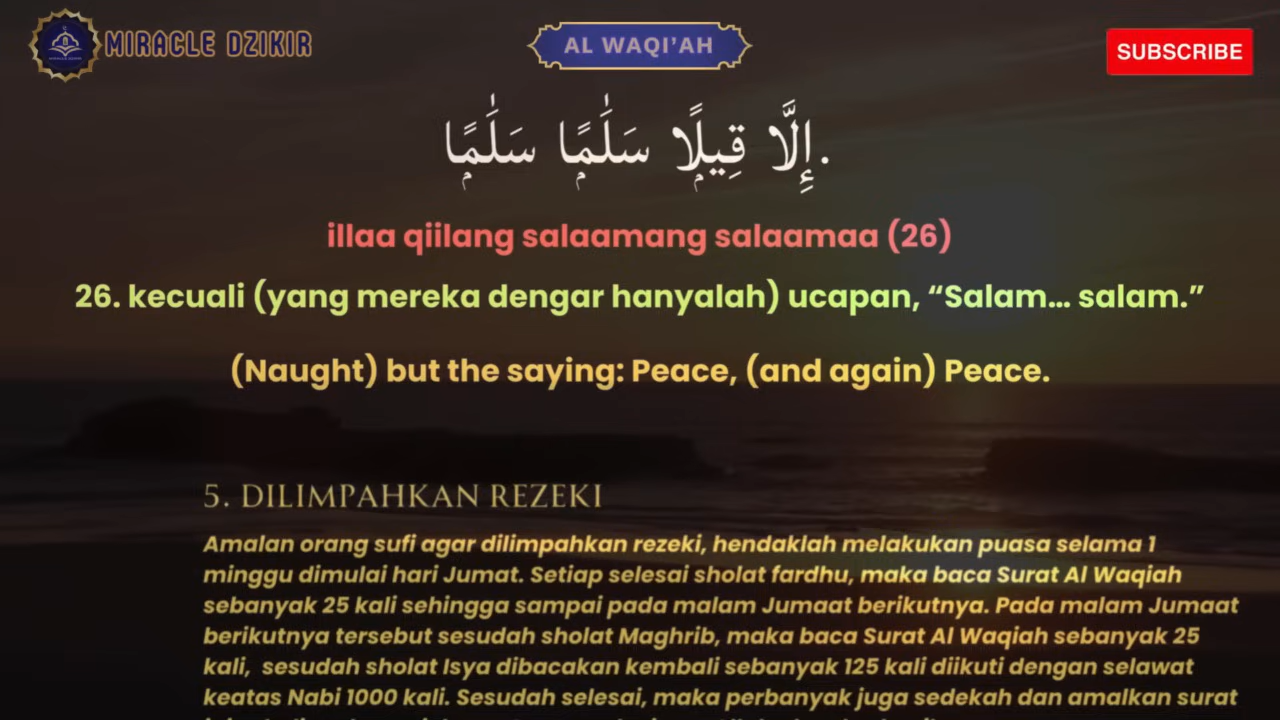 MIRACLE DZIKIR
AL WAQI'AH
SUBSCRIBE
.إِلَّا قِيلًاۭ سَلَٰمًۭا سَلَٰمًۭا
illaa qiilang salaamang salaamaa (26)
26. kecuali (yang mereka dengar hanyalah) ucapan, “Salam... salam.”
(Naught) but the saying: Peace, (and again) Peace.
5. DILIMPAHKAN REZEKI
Amalan orang sufi agar dilimpahkan rezeki, hendaklah melakukan puasa selama 1
minggu dimulai hari Jumat. Setiap selesai sholat fardhu, maka baca Surat Al Waqiah
sebanyak 25 kali sehingga sampai pada malam Jumaat berikutnya. Pada malam Jumaat
berikutnya tersebut sesudah sholat Maghrib, maka baca Surat Al Waqiah sebanyak 25
kali, sesudah sholat Isya dibacakan kembali sebanyak 125 kali diikuti dengan selawat
keatas Nabi 1000 kali. Sesudah selesai, maka perbanyak juga sedekah dan amalkan surat